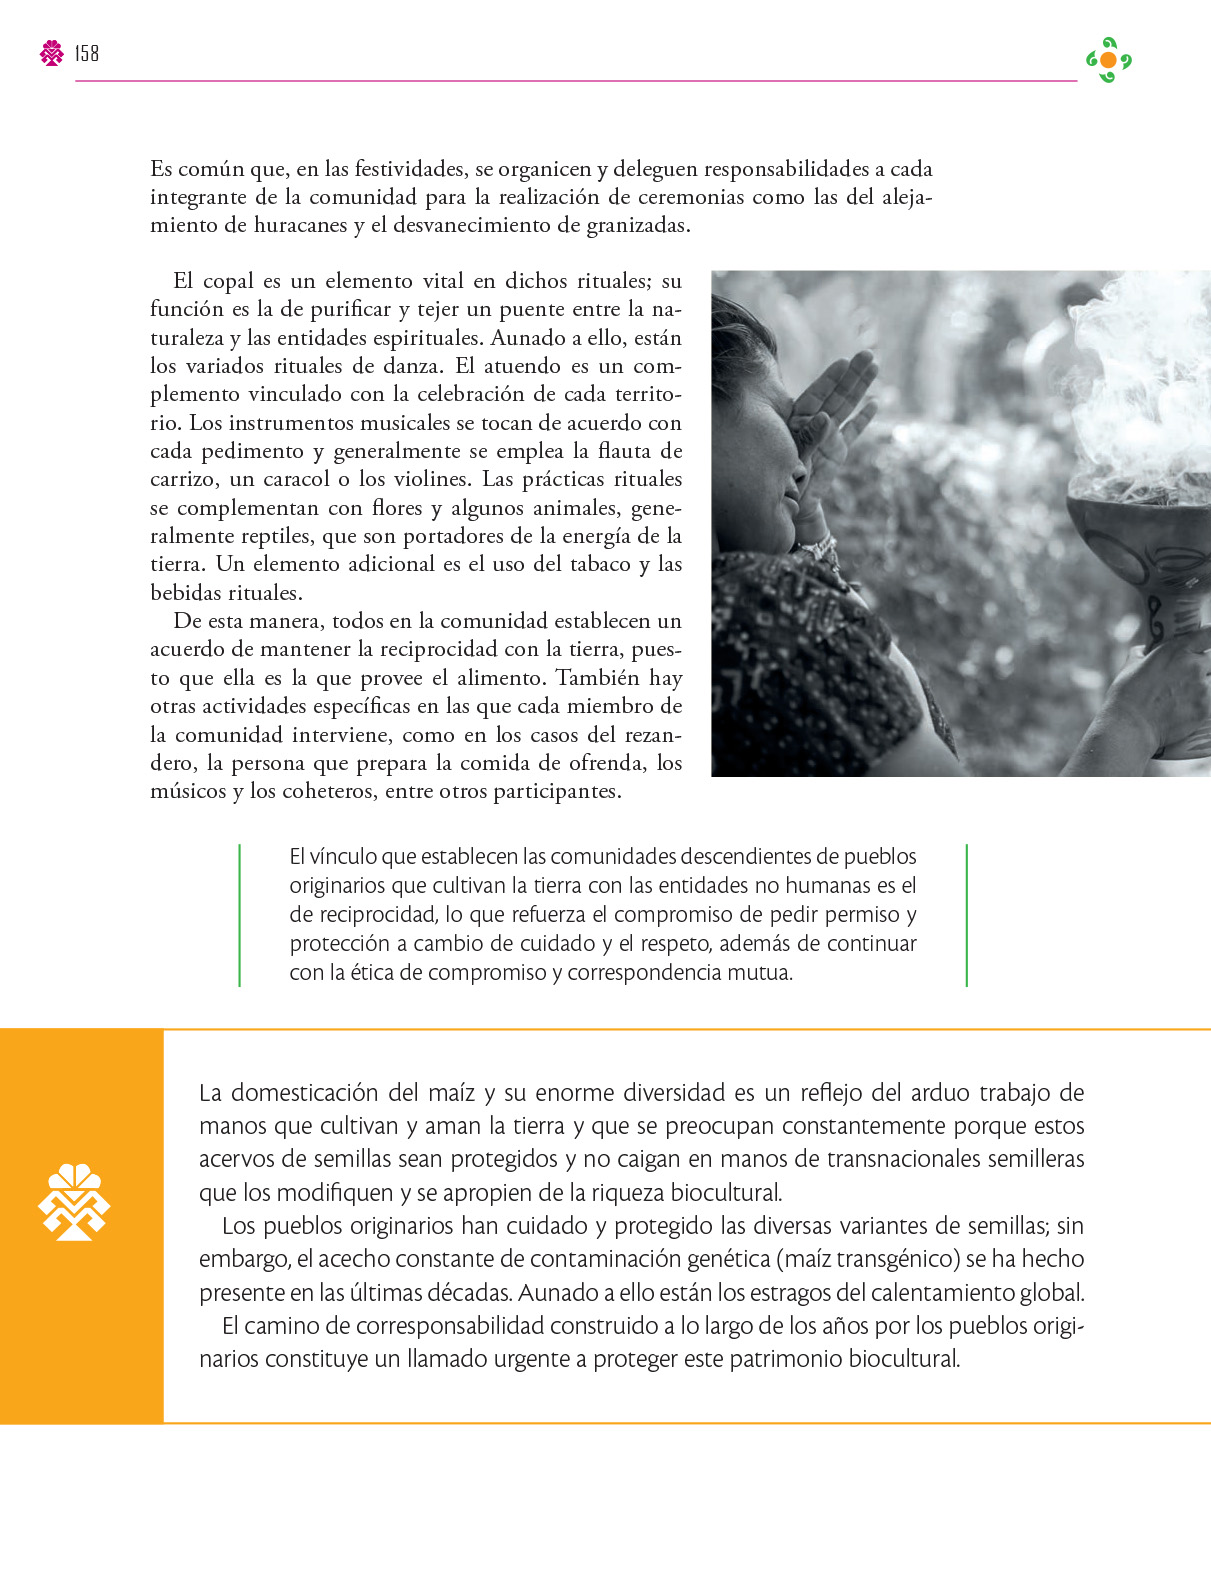 158
Es común que, en las festividades, se organicen y deleguen responsabilidades a cada
integrante de la comunidad para la realización de ceremonias como las del aleja-
miento de huracanes y el desvanecimiento de granizadas.
El copal es un elemento vital en dichos rituales; su
función es la de purificar y tejer un puente entre la na-
turaleza y las entidades espirituales. Aunado a ello, están
los variados rituales de danza. El atuendo es un com-
plemento vinculado con la celebración de cada territo-
rio. Los instrumentos musicales se tocan de acuerdo con
cada pedimento y generalmente se emplea la flauta de
carrizo, un caracol o los violines. Las prácticas rituales
se complementan con flores y algunos animales, gene-
ralmente reptiles, que son portadores de la energía de la
tierra. Un elemento adicional es el uso del tabaco y las
bebidas rituales.
De esta manera, todos en la comunidad establecen un
acuerdo de mantener la reciprocidad con la tierra, pues-
to que ella es la que provee el alimento. También hay
otras actividades específicas en las que cada miembro de
la comunidad interviene, como en los casos del rezan-
dero, la persona que prepara la comida de ofrenda, los
músicos y los coheteros, entre otros participantes.
El vínculo que establecen las comunidades descendientes de pueblos
originarios que cultivan la tierra con las entidades no humanas es el
de reciprocidad, lo que refuerza el compromiso de pedir permiso y
protección a cambio de cuidado y el respeto, además de continuar
con la ética de compromiso y correspondencia mutua.
La domesticación del maíz y su enorme diversidad es un reflejo del arduo trabajo de
manos que cultivan y aman la tierra y que se preocupan constantemente porque estos
acervos de semillas sean protegidos y no caigan en manos de transnacionales semilleras
que los modifiquen y se apropien de la riqueza biocultural.
Los pueblos originarios han cuidado y protegido las diversas variantes de semillas; sin
embargo, el acecho constante de contaminación genética (maíz transgénico) se ha hecho
presente en las últimas décadas. Aunado a ello están los estragos del calentamiento global.
El camino de corresponsabilidad construido a lo largo de los años por los pueblos origi-
narios constituye un llamado urgente a proteger este patrimonio biocultural.